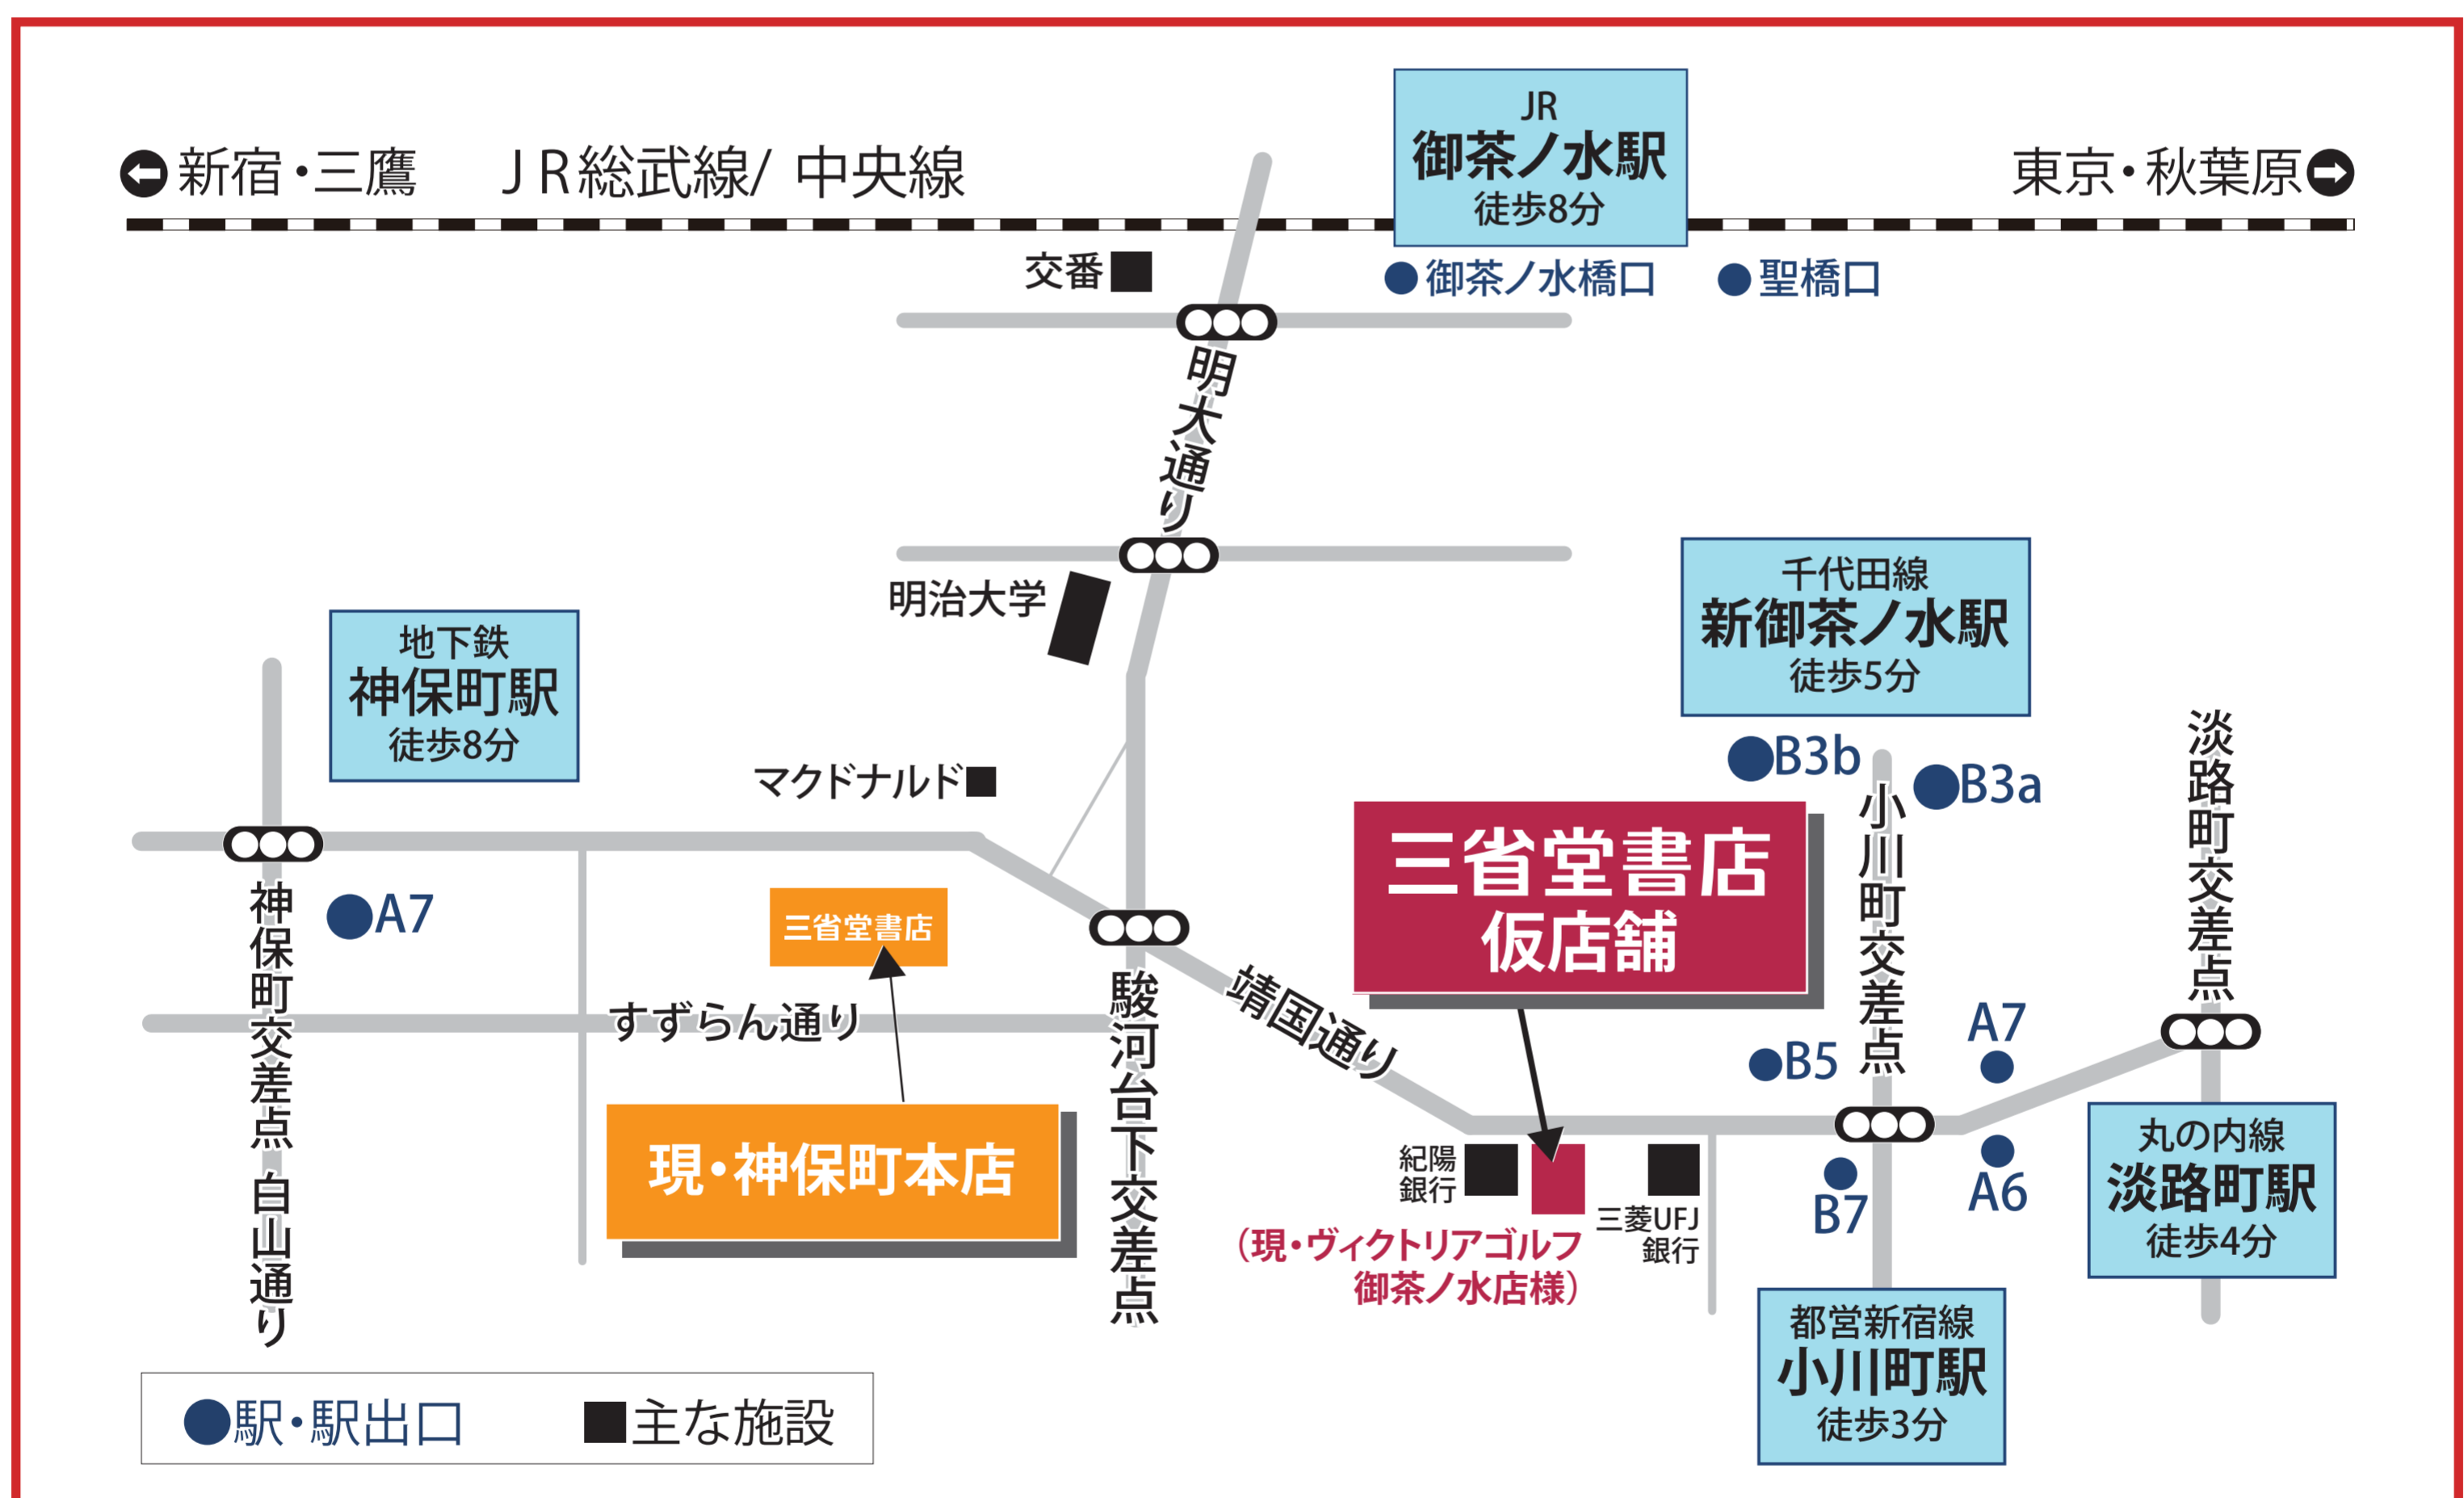 JR
御茶ノ水駅
徒歩8分
新宿・三鷹
JR総武線/ 中央線
東京・秋葉原
交番
御茶ノ水橋口
聖橋口
明大通り
明治大学
千代田線
新御茶ノ水駅
徒歩5分
地下鉄
神保町駅
徒歩8分
マクドナルド
B3b
B3a
小川町交差点
淡路町交差点
三省堂書店
仮店舗
A7
神保町交差点 白山通り
三省堂書店
すずらん通り
駿河台下交差点
靖国通り
現・神保町本店
B5
A7
B7
A6
紀陽
銀行
三菱UFJ
銀行
(現・ヴィクトリアゴルフ
御茶ノ水店様)
丸の内線
淡路町駅
徒歩4分
都営新宿線
小川町駅
徒歩3分
駅・駅出口
主な施設